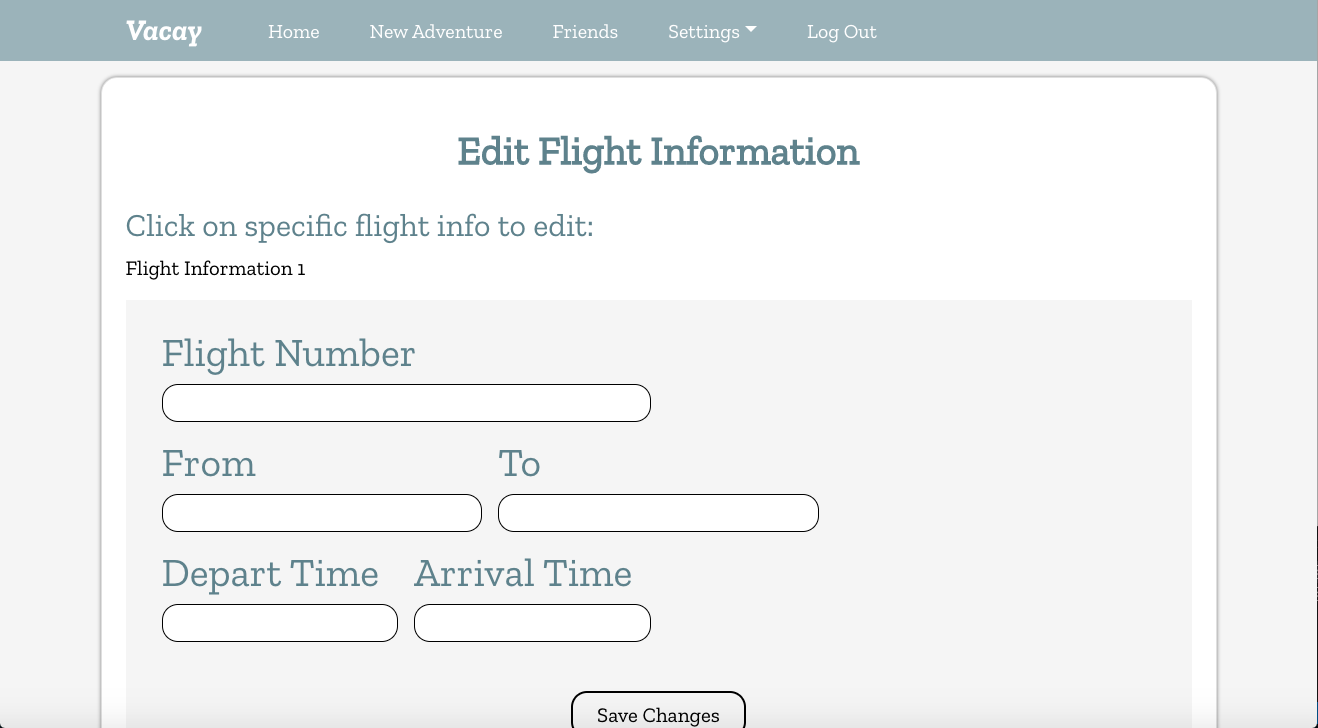 Vacay Home New Adventure Friends Settings Log Out
Edit Flight Information
Click on specific flight info to edit:
Flight Information 1
Flight Number
From To
Depart Time Arrival Time
Save Changes